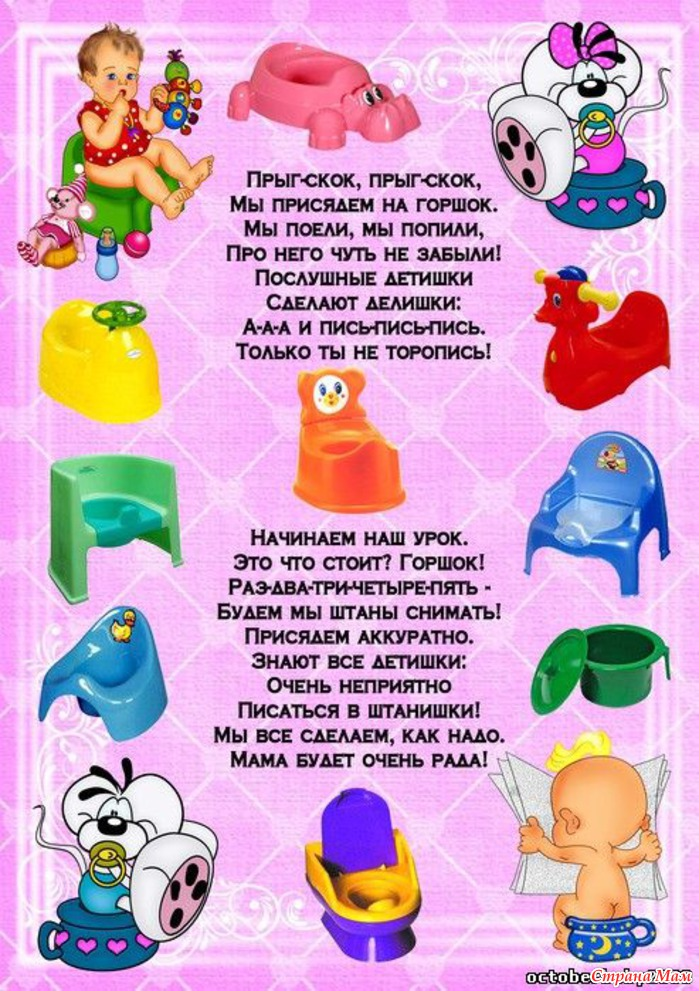 Прыг-скок, прыг-скок,
Мы присядем на горшок.
Мы поели, мы попили,
Про него чуть не забыли!
Послушные детишки
Сделают делишки:
А-а-а и пись-пись-пись.
Только ты не торопись!
Начинаем наш урок.
Это что стоит? Горшок!
Раз-два-три-четыре-пять -
Будем мы штаны снимать!
Присядем аккуратно.
Знают все детишки:
Очень неприятно
Писаться в штанишки!
Мы все сделаем, как надо.
Мама будет очень рада!
Страна Мам